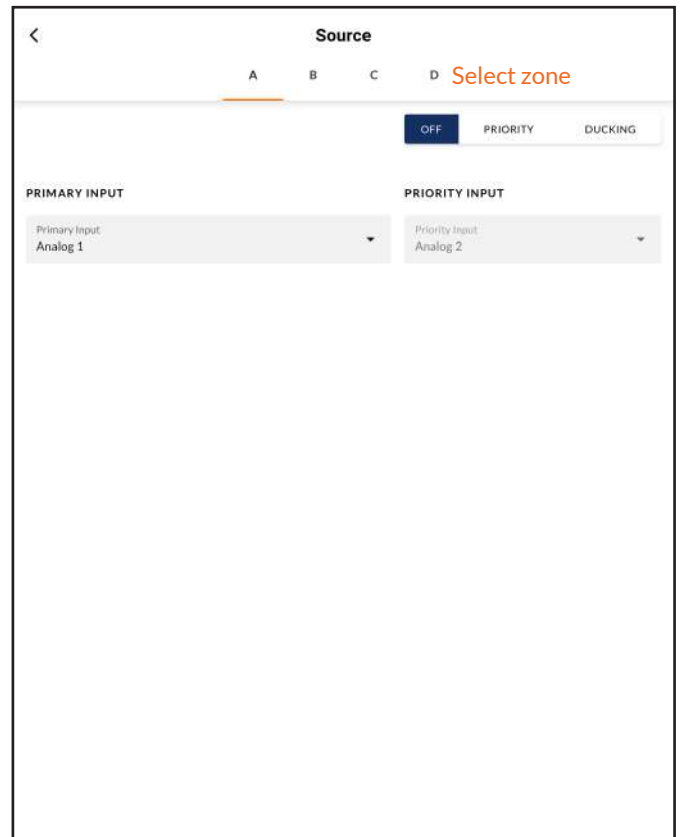 Source
A B C D Select zone
OFF PRIORITY DUCKING
PRIMARY INPUT
Primary Input
Analog 1
PRIORITY INPUT
Priority Input
Analog 2